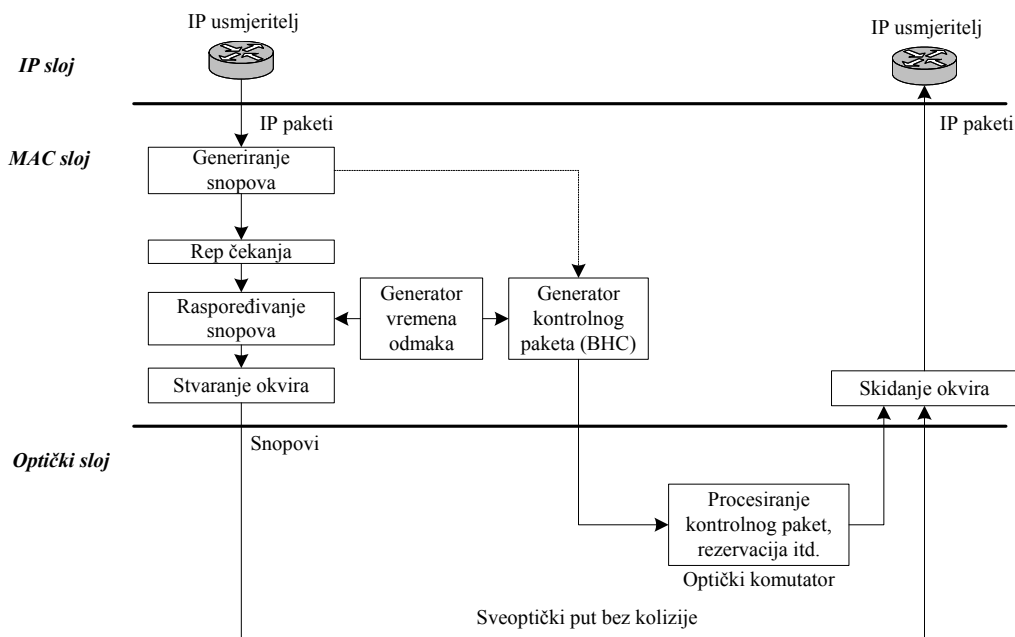 IP usmjeritelj
IP usmjeritelj
IP sloj
IP paketi
IP paketi
MAC sloj
Generiranje
snopova
Rep čekanja
Raspoređivanje
snopova
Generator
vremena
odmaka
Generator
kontrolnog
paketa (BHC)
Stvaranje okvira
Skidanje okvira
Snopovi
Optički sloj
Procesiranje
kontrolnog paket,
rezervacija itd.
Optički komutator
Sveoptički put bez kolizije